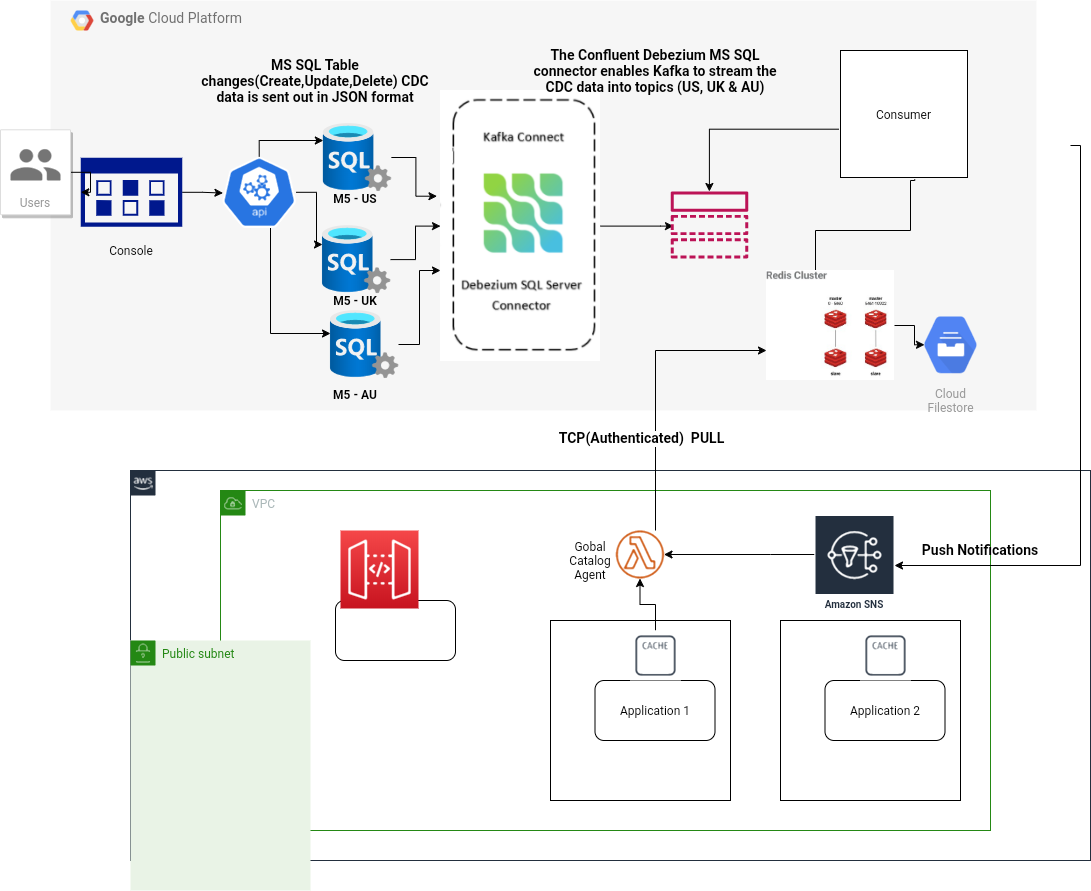 Google Cloud Platform
MS SQL Table
changes(Create,Update,Delete) CDC
data is sent out in JSON format
The Confluent Debezium MS SQL
connector enables Kafka to stream the
CDC data into topics (US, UK & AU)
Consumer
Users
Console
api
SQL
M5 - US
SQL
M5 - UK
SQL
M5 - AU
Kafka Connect
Debezium SQL Server
Connector
Redis Cluster
master
master
slave
slave
Cloud
Filestore
TCP(Authenticated) PULL
aws
VPC
Gobal
Catalog
Agent
Push Notifications
Amazon SNS
Public subnet
CACHE
Application 1
CACHE
Application 2